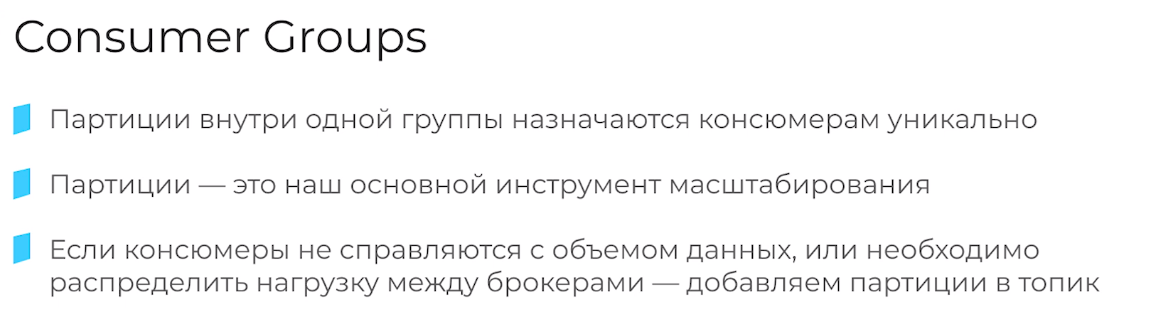 Consumer Groups
Партиции внутри одной группы назначаются консюмерам уникально
Партиции — это наш основной инструмент масштабирования
Если консюмеры не справляются с объемом данных, или необходимо
распределить нагрузку между брокерами — добавляем партиции в топик